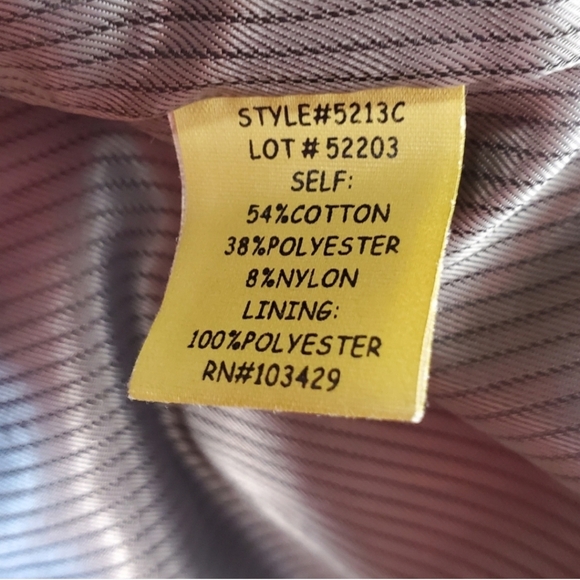 STYLE#5213C
LOT # 52203
SELF:
54%COTTON
38%POLYESTER
8%NYLON
LINING:
100%POLYESTER
RN#103429